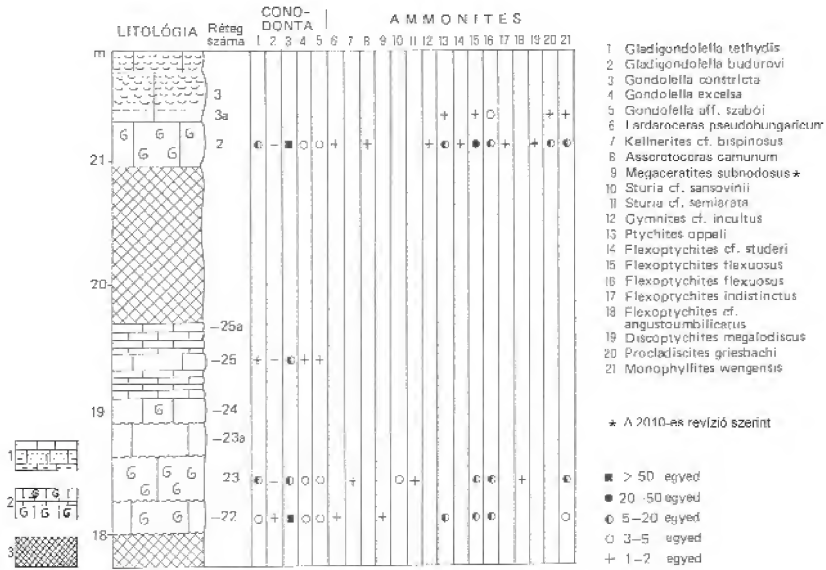 LITOLÓGIA
Réteg
száma
CONO-
DONTA
AMMONITES
1 2 3 4 5 6 7 8 9 10 11 12 13 14 15 16 17 18 19 20 21
m
3
3a
2
21
20
–25a
–25
19
–24
–23a
23
–22
18
1
2
3
G G G G G
G
G G G G
G G G
G G
G G G
1 Gladigondolella tethydis
2 Gladigondolella budurovi
3 Gondolella constricta
4 Gondolella excelsa
5 Gondolella aff. szabói
6 Lardaroceras pseudohungaricum
7 Kellnerites cf. bispinosus
8 Asseretoceras camunum
9 Megaceratites subnodosus *
10 Sturia cf. sansovinii
11 Sturia cf. semiarata
12 Gymnites cf. incultus
13 Ptychites oppeli
14 Flexoptychites cf. studeri
15 Flexoptychites flexuosus
16 Flexoptychites flexuosus
17 Flexoptychites indistinctus
18 Flexoptychites cf.
angustoumbilicatus
19 Discoptychites megalodiscus
20 Procladiscites griesbachi
21 Monophyllites wengensis
* A 2010-es revízió szerint
■ > 50 egyed
● 20–50 egyed
◐ 5–20 egyed
○ 3–5 egyed
+ 1–2 egyed